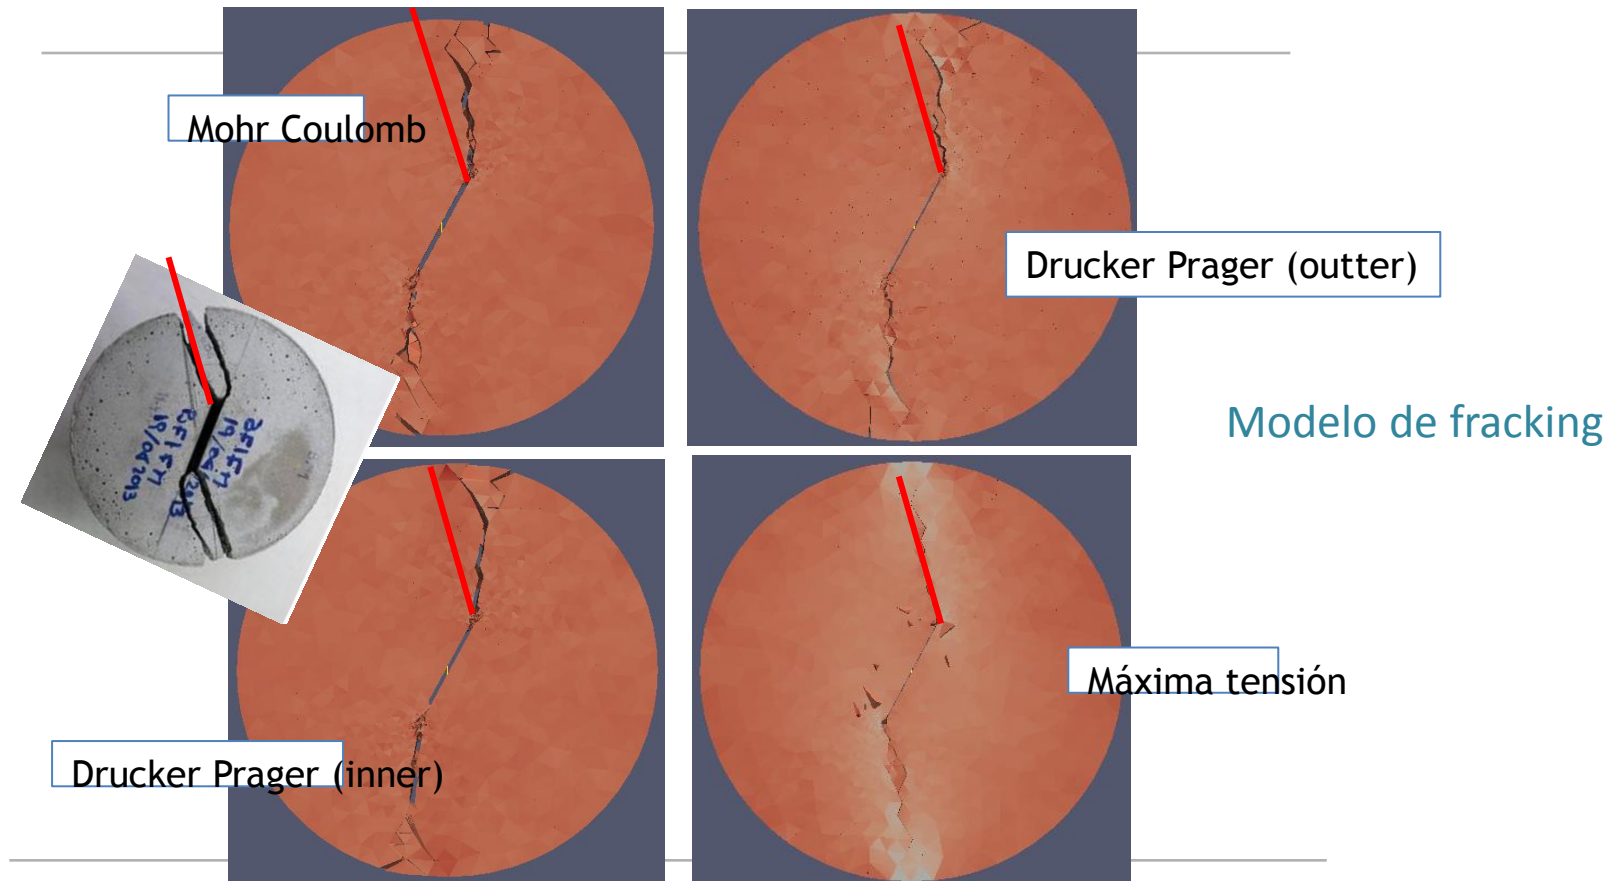 Mohr Coulomb
Drucker Prager (outter)
Modelo de fracking
Drucker Prager (inner)
Máxima tensión